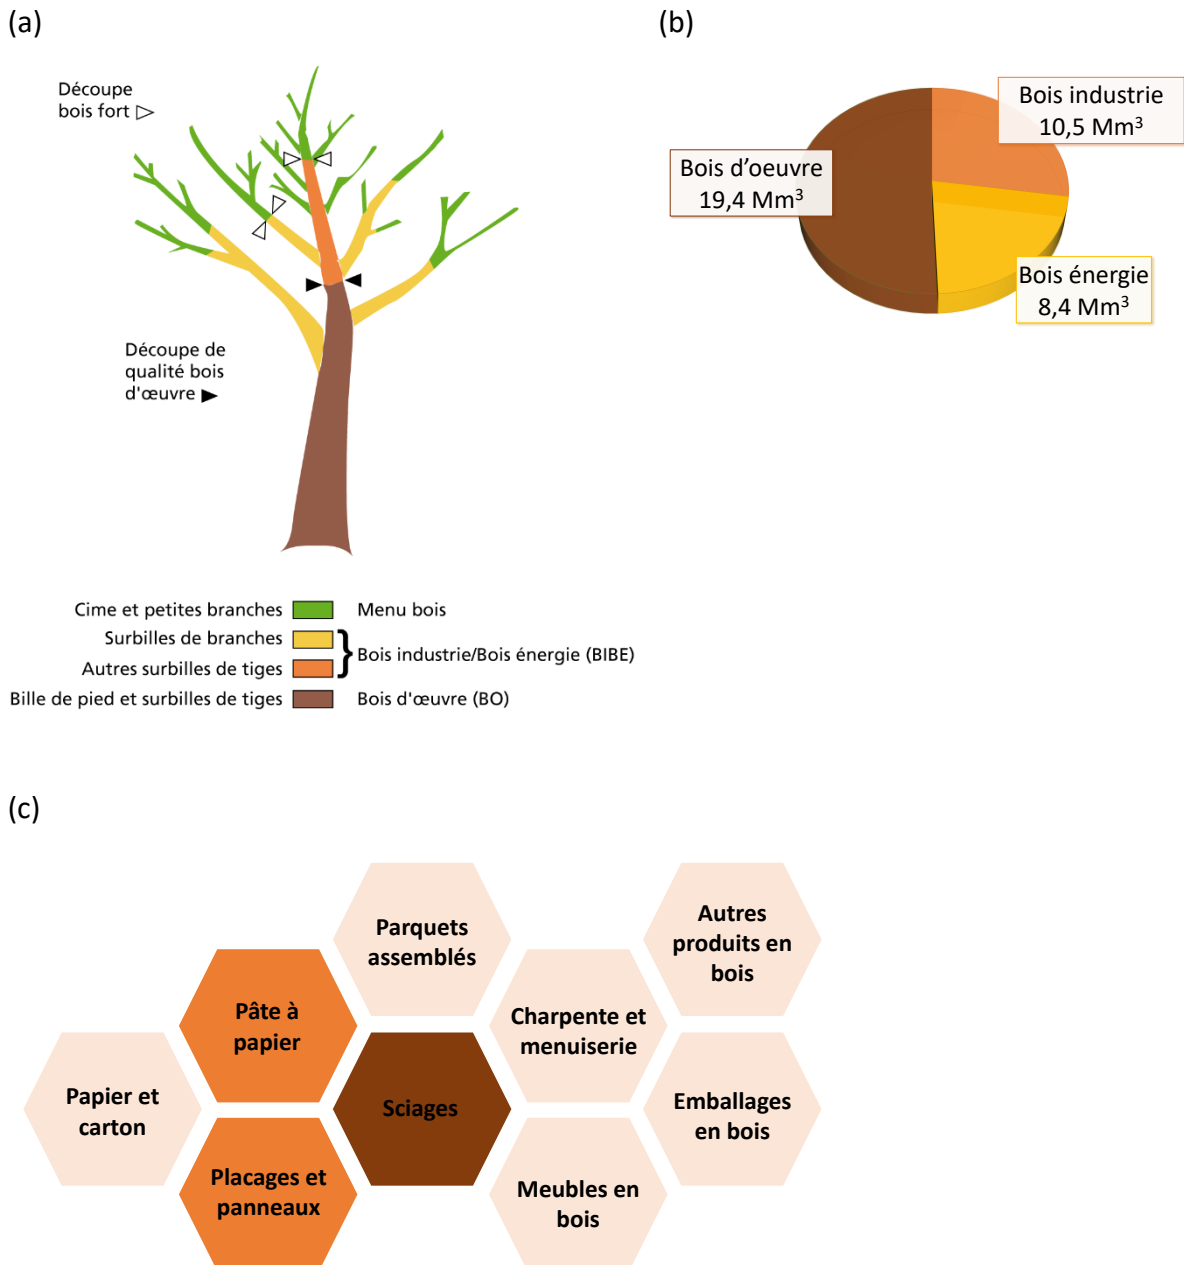 (a)
Découpe
bois fort
Découpe de
qualité bois
d'œuvre
Cime et petites branches
Menu bois
Surbilles de branches
Bois industrie/Bois énergie (BIBE)
Autres surbilles de tiges
Bille de pied et surbilles de tiges
Bois d'œuvre (BO)
(b)
Bois industrie
10,5 Mm³
Bois d’oeuvre
19,4 Mm³
Bois énergie
8,4 Mm³
(c)
Parquets
assemblés
Autres
produits en
bois
Pâte à
papier
Charpente et
menuiserie
Papier et
carton
Sciages
Emballages
en bois
Placages et
panneaux
Meubles en
bois